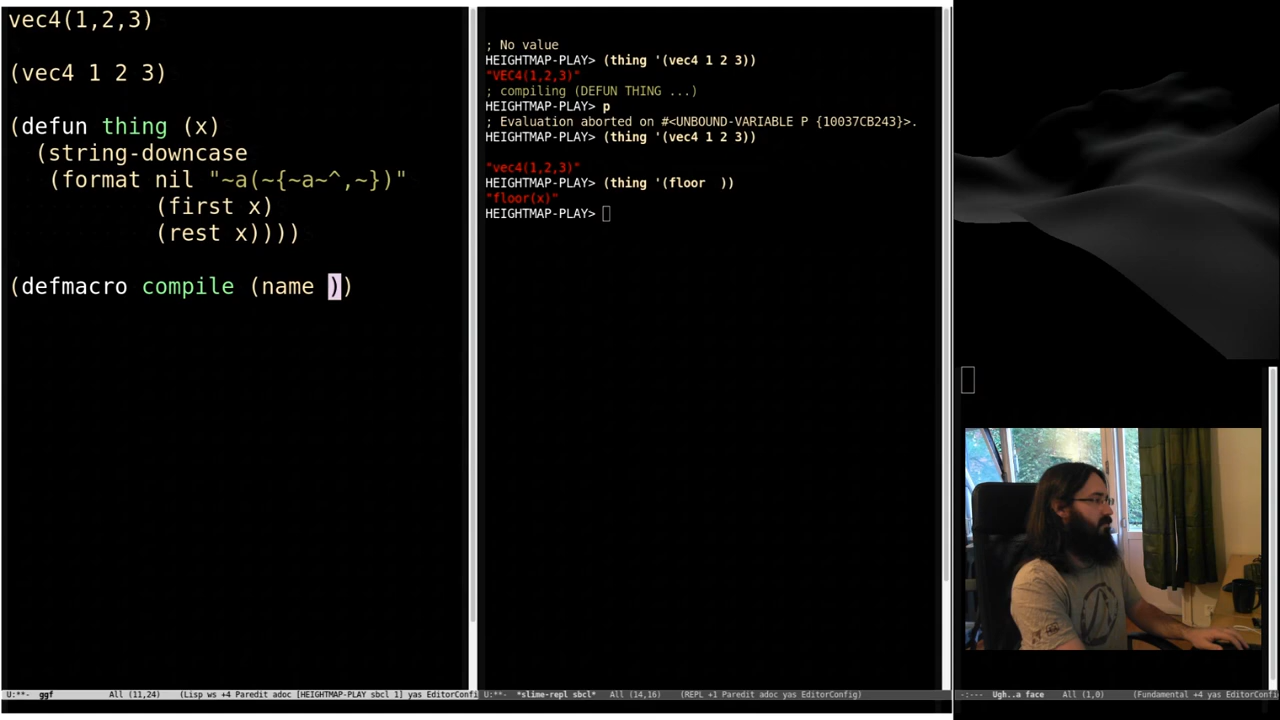 vec4(1,2,3)
(vec4 1 2 3)
(defun thing (x)
(string-downcase
(format nil "~a(~{~a~^,~})"
(first x)
(rest x))))
(defmacro compile (name ))
U:**- ggf All (11,24) (Lisp ws +4 Paredit adoc [HEIGHTMAP-PLAY sbcl 1] yas EditorConfi
; No value
HEIGHTMAP-PLAY> (thing '(vec4 1 2 3))
"VEC4(1,2,3)"
; compiling (DEFUN THING ...)
HEIGHTMAP-PLAY> p
; Evaluation aborted on #<UNBOUND-VARIABLE P {10037CB243}>.
HEIGHTMAP-PLAY> (thing '(vec4 1 2 3))
"vec4(1,2,3)"
HEIGHTMAP-PLAY> (thing '(floor  ))
"floor(x)"
HEIGHTMAP-PLAY>
U:**- *slime-repl sbcl* All (14,16) (REPL +1 Paredit adoc yas EditorConfig)
-:--- Ugh..a face All (1,0) (Fundamental +4 yas EditorConfi